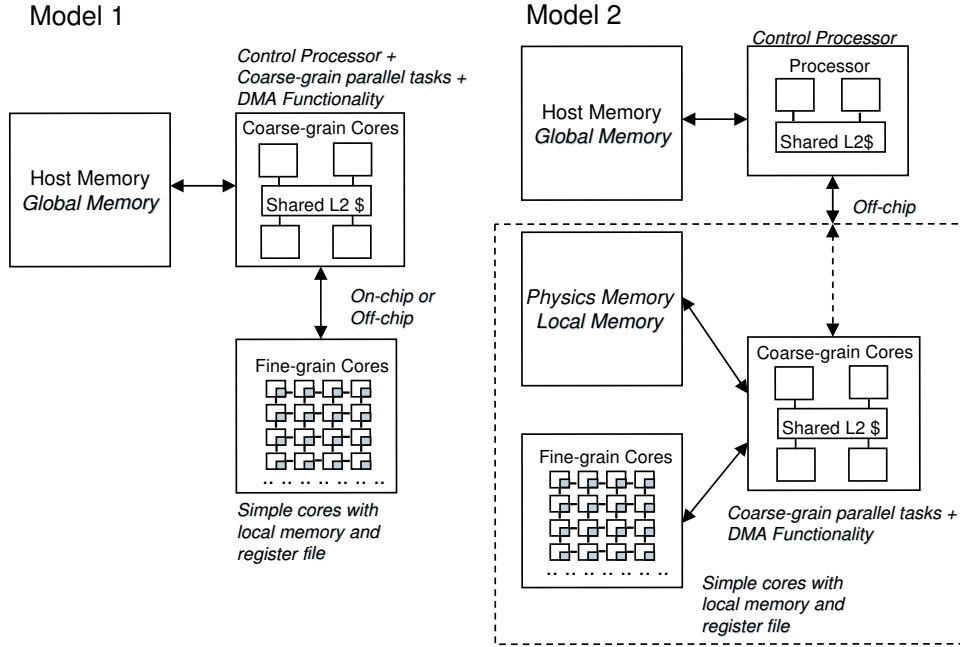 Model 1
Control Processor +
Coarse-grain parallel tasks +
DMA Functionality
Coarse-grain Cores
Host Memory
Global Memory
Shared L2 $
On-chip or
Off-chip
Fine-grain Cores
.. .. .. .. .. .. ..
Simple cores with
local memory and
register file
Model 2
Control Processor
Processor
Host Memory
Global Memory
Shared L2$
Off-chip
Physics Memory
Local Memory
Coarse-grain Cores
Shared L2 $
Fine-grain Cores
.. .. .. .. .. .. ..
Coarse-grain parallel tasks +
DMA Functionality
Simple cores with
local memory and
register file